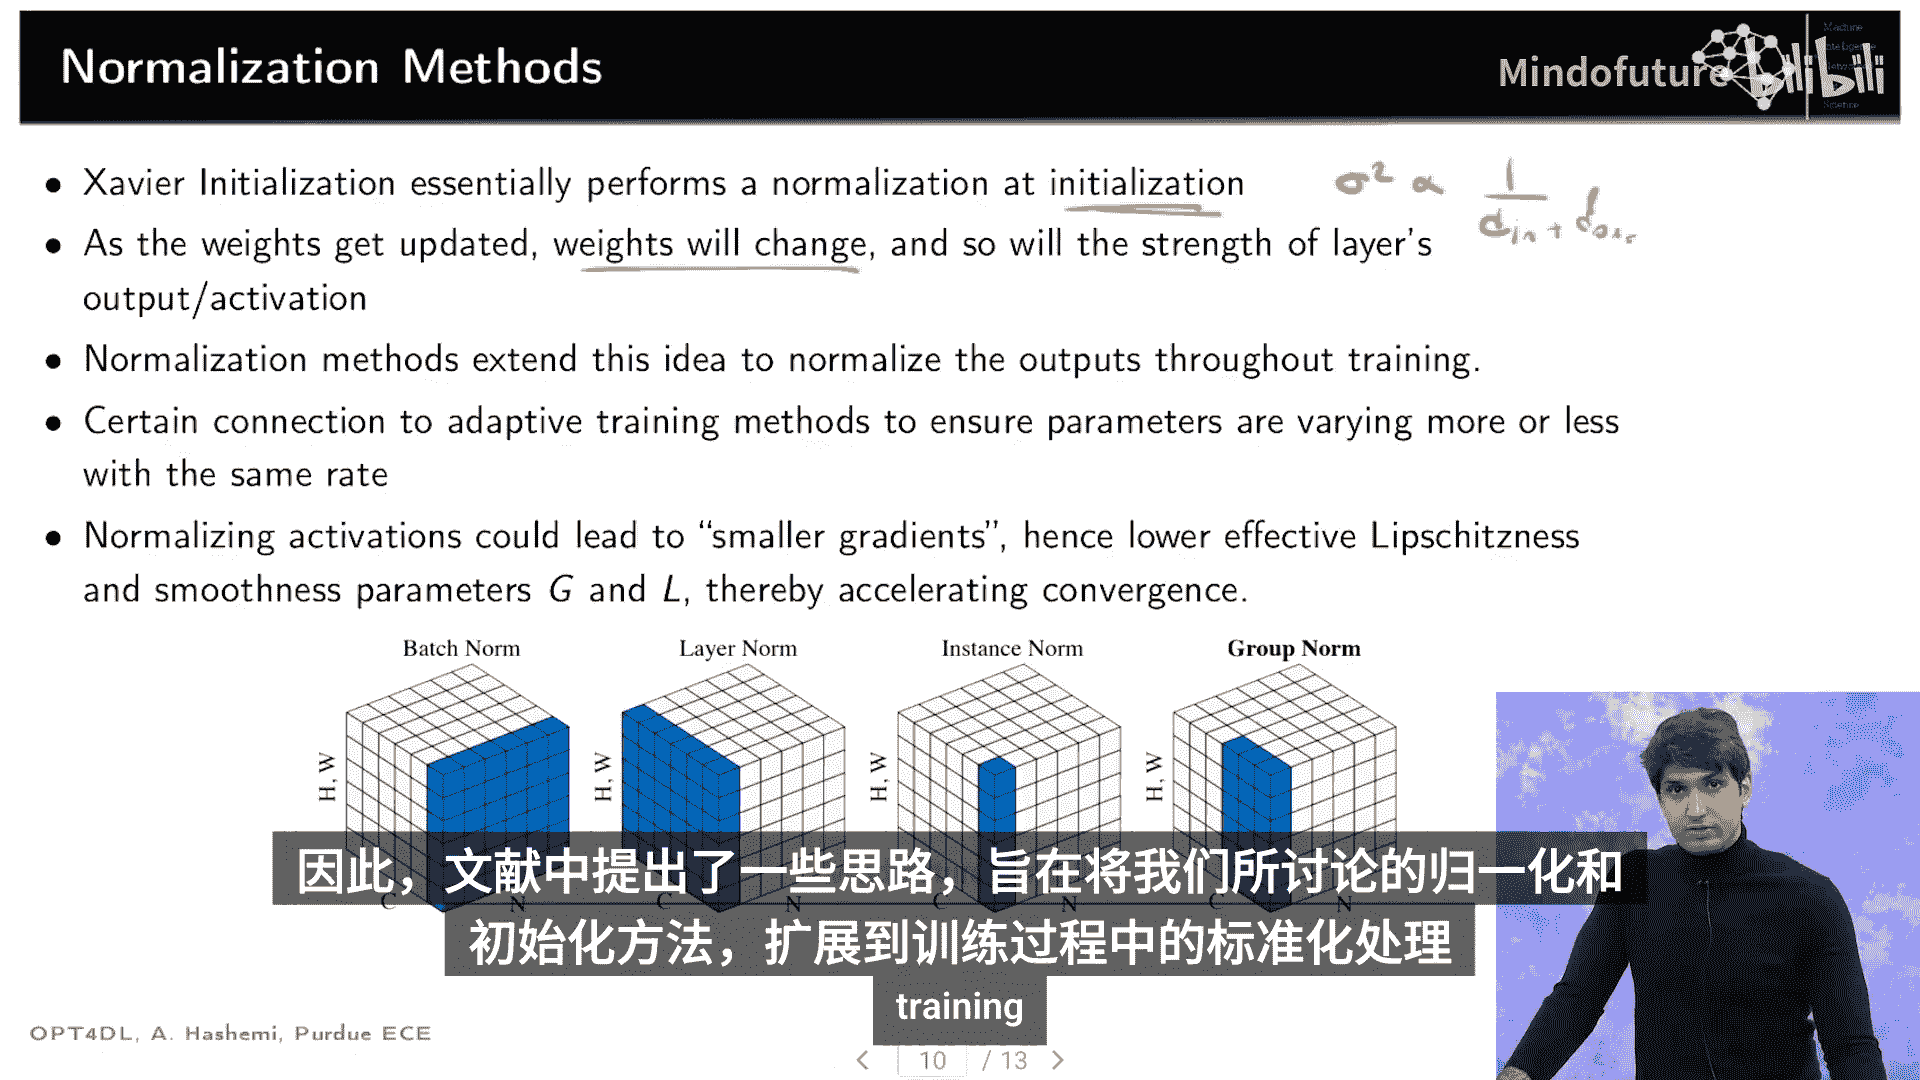 Normalization Methods
Mindofuture
bilibili
Machine
Intelligence
Science
• Xavier Initialization essentially performs a normalization at initialization
σ² ∝ 1 / d_in + d_out
• As the weights get updated, weights will change, and so will the strength of layer's
output/activation
• Normalization methods extend this idea to normalize the outputs throughout training.
• Certain connection to adaptive training methods to ensure parameters are varying more or less
with the same rate
• Normalizing activations could lead to “smaller gradients”, hence lower effective Lipschitzness
and smoothness parameters G and L, thereby accelerating convergence.
Batch Norm Layer Norm Instance Norm Group Norm
H, W H, W H, W H, W
C N C N C N C N
因此，文献中提出了一些思路，旨在将我们所讨论的归一化和
初始化方法，扩展到训练过程中的标准化处理
training
OPT4DL, A. Hashemi, Purdue ECE
10 / 13